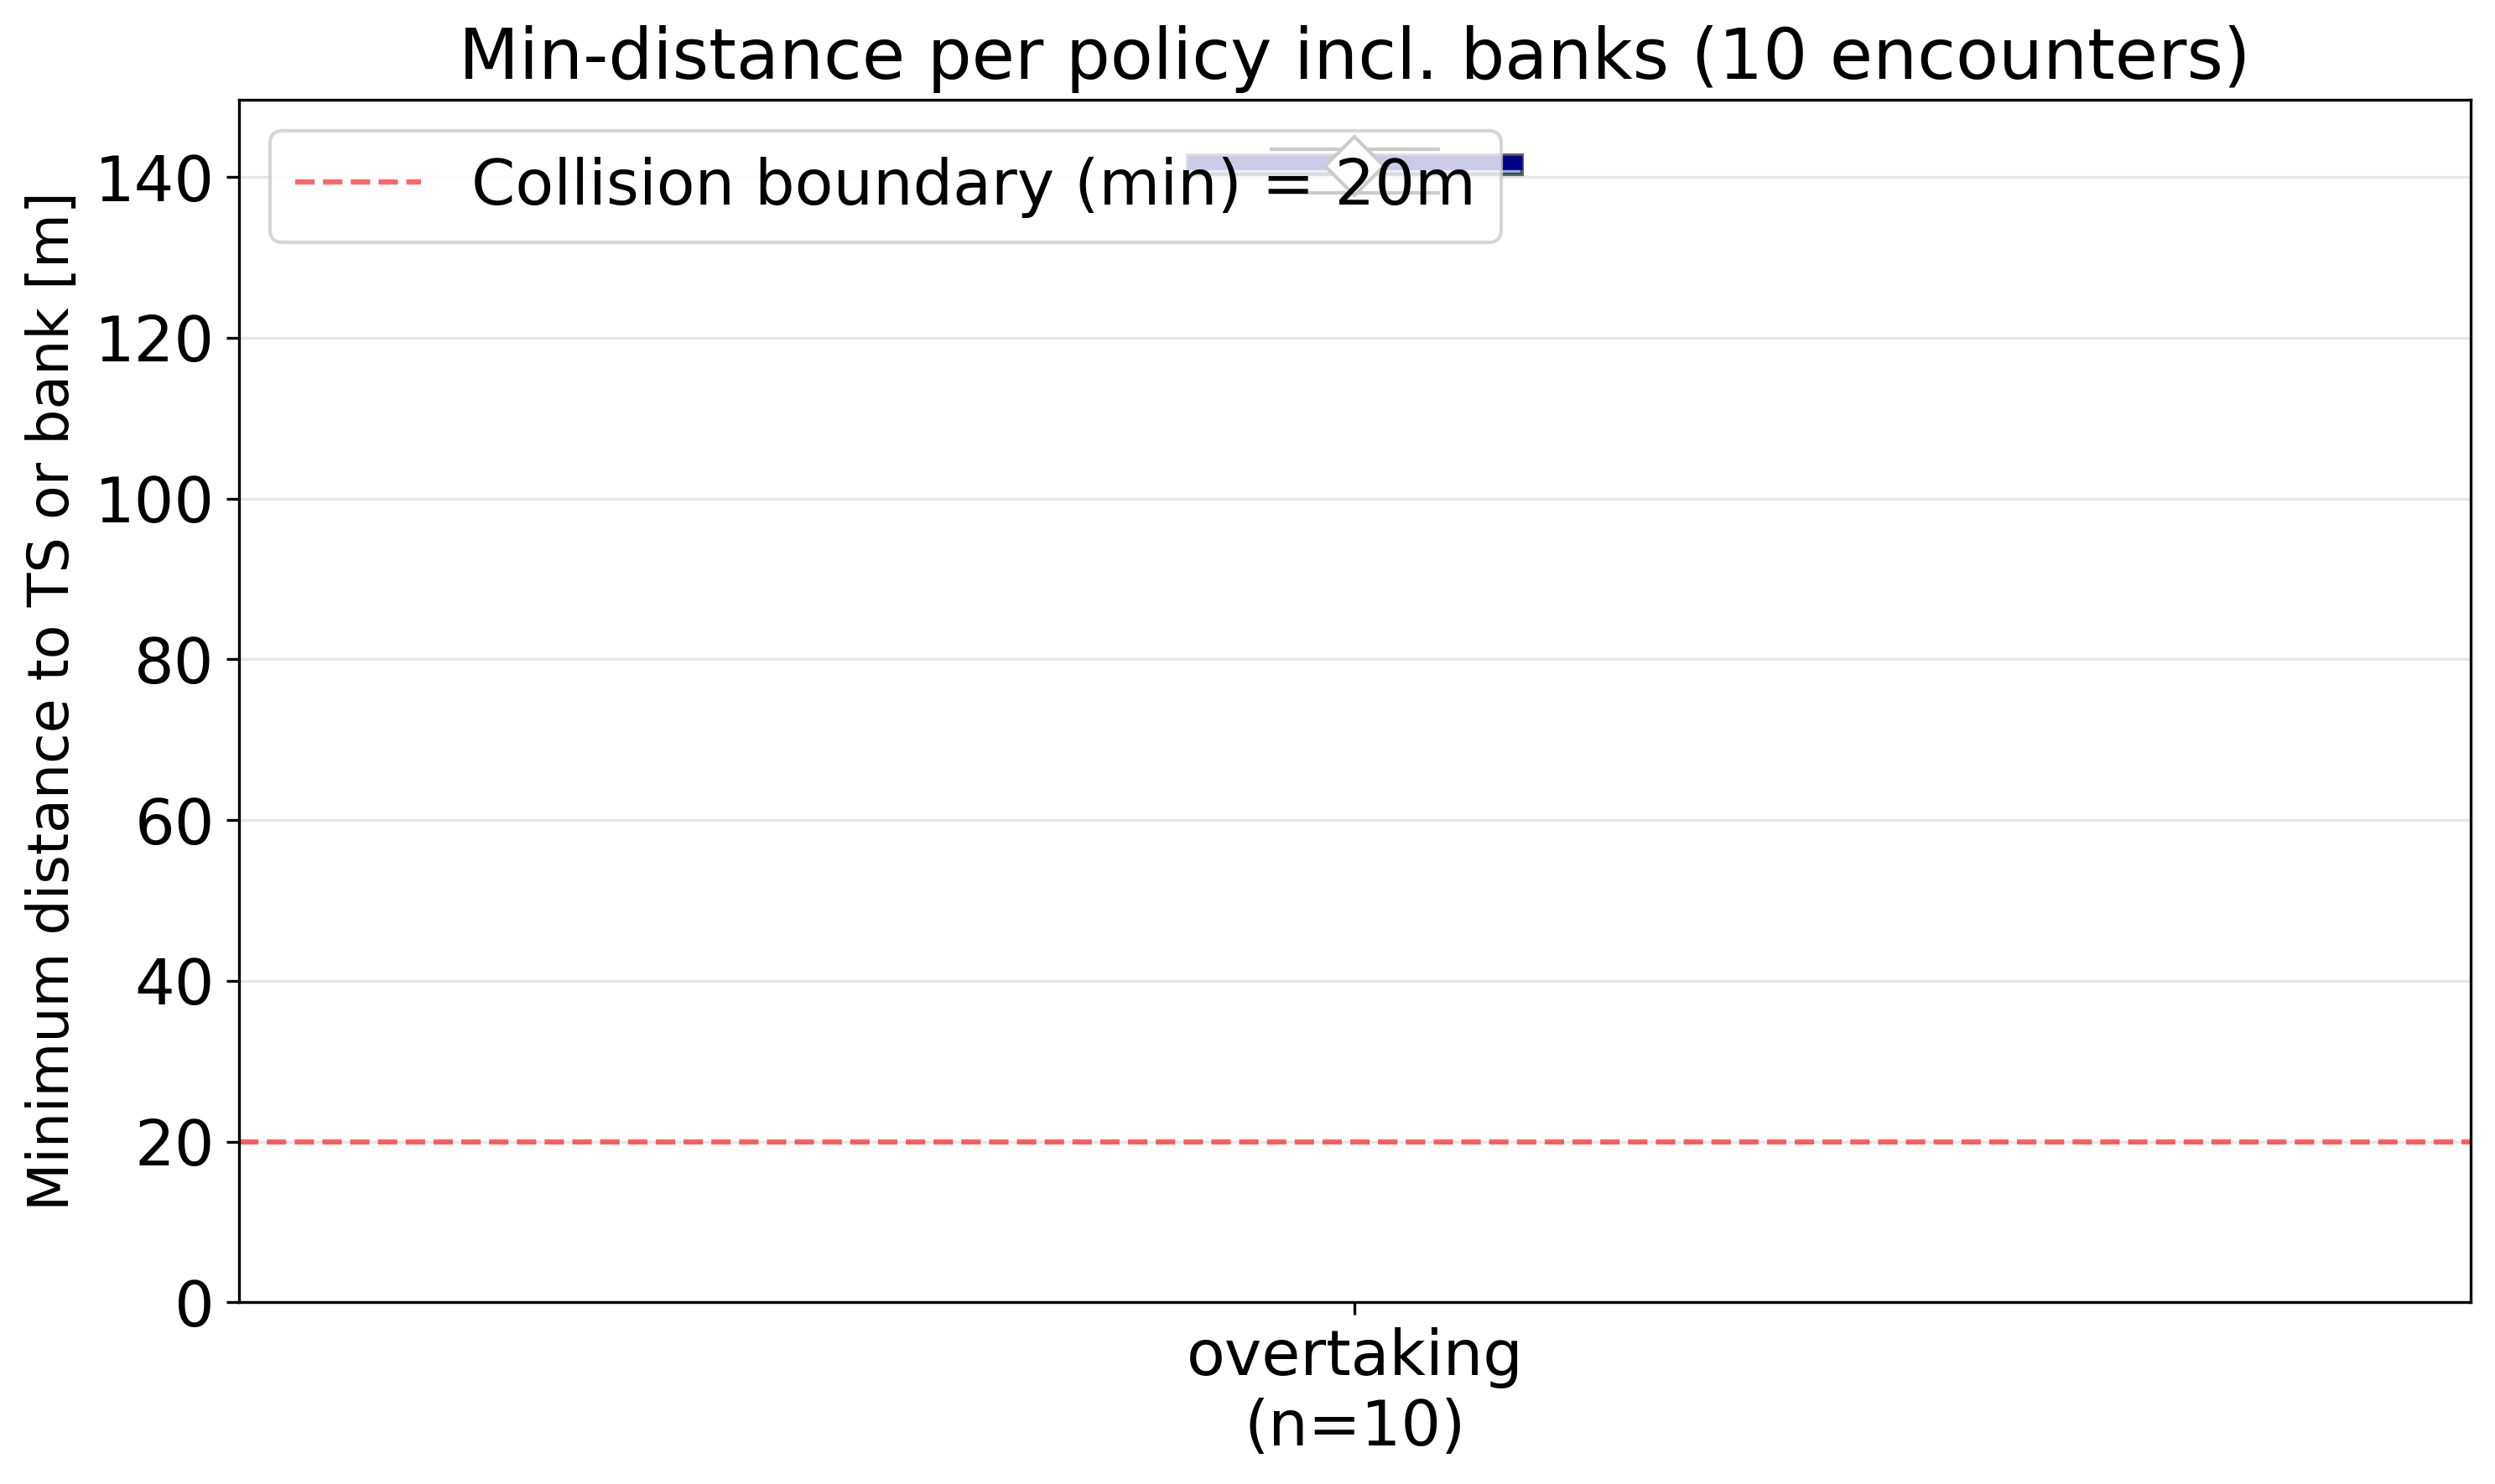 Min-distance per policy incl. banks (10 encounters)
Collision boundary (min) = 20m
Minimum distance to TS or bank [m]
140
120
100
80
60
40
20
0
overtaking
(n=10)